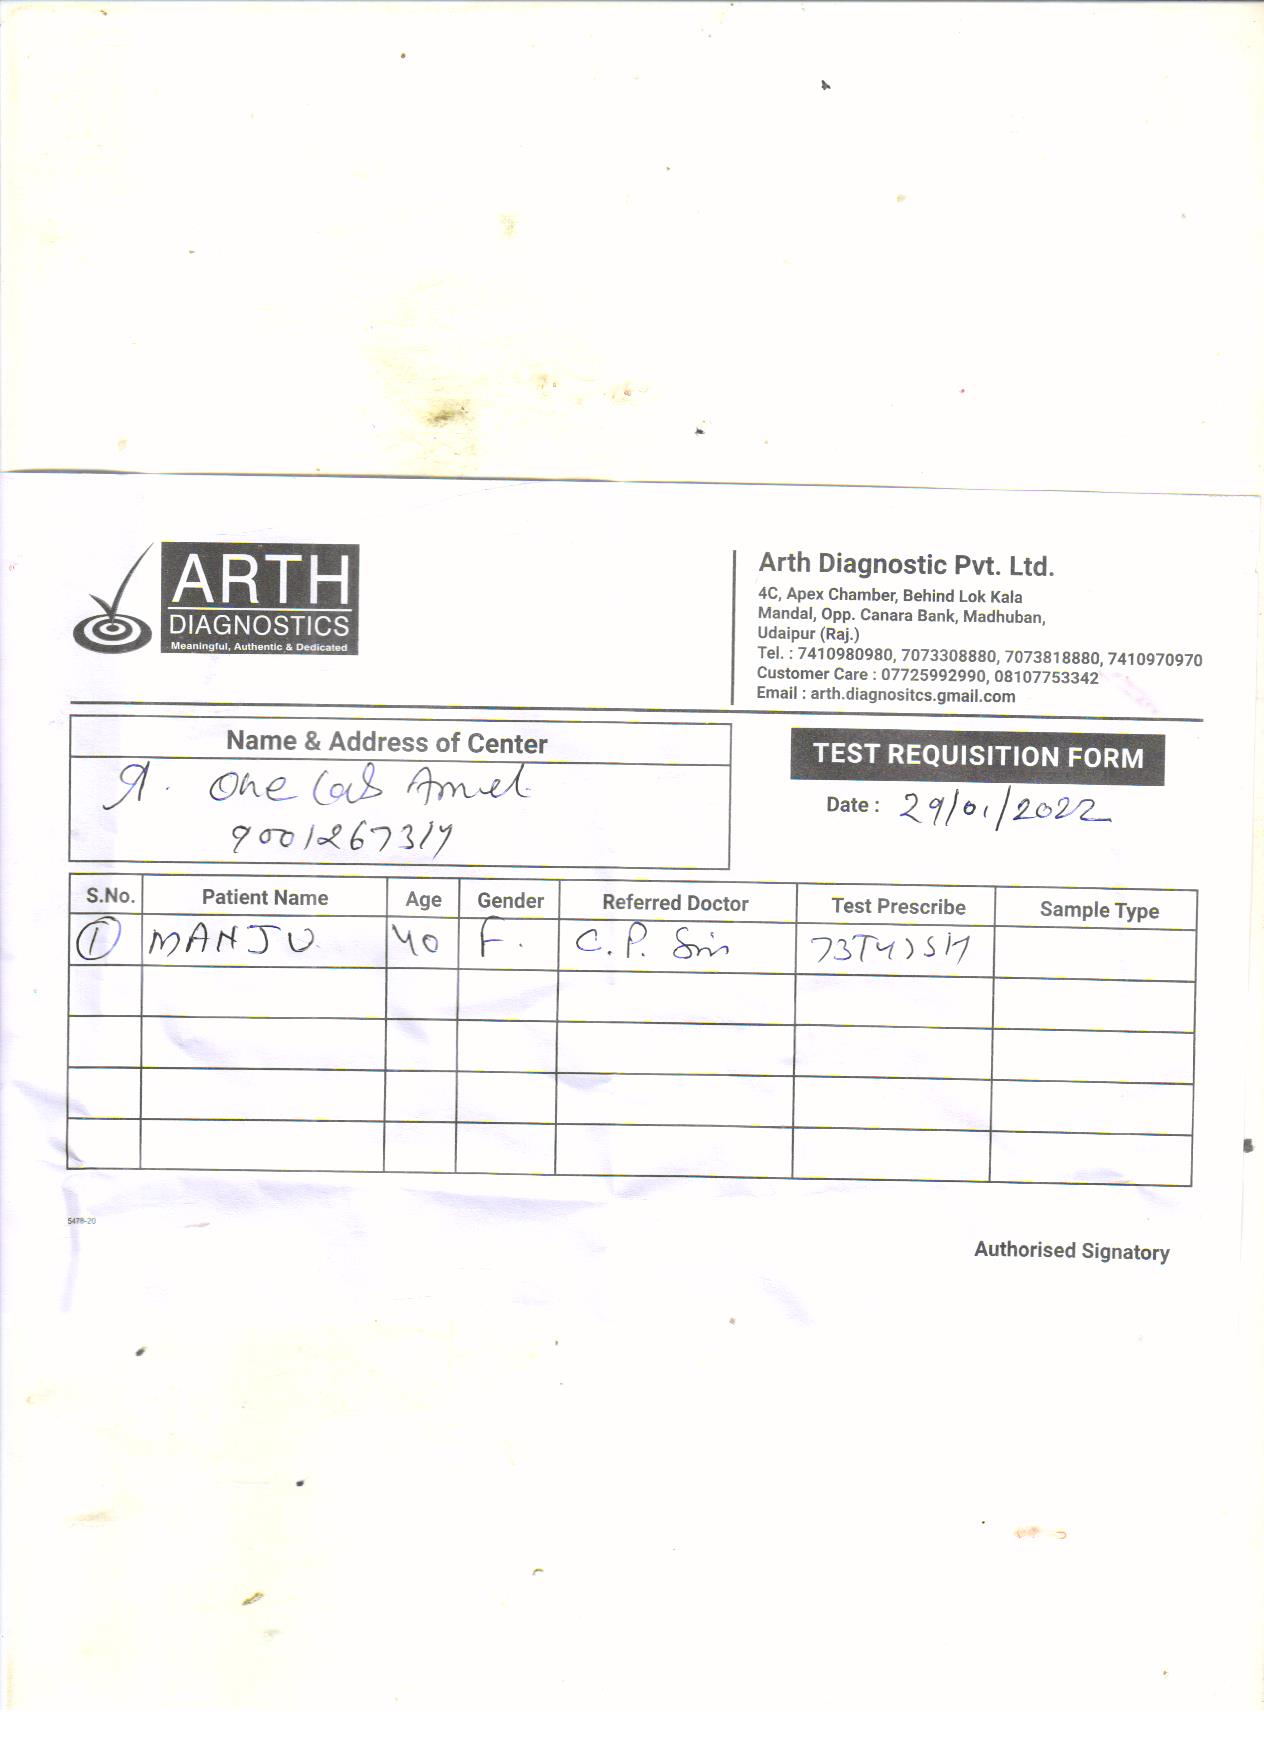 ARTH
DIAGNOSTICS
Meaningful, Authentic & Dedicated
Arth Diagnostic Pvt. Ltd.
4C, Apex Chamber, Behind Lok Kala
Mandal, Opp. Canara Bank, Madhuban,
Udaipur (Raj.)
Tel. : 7410980980, 7073308880, 7073818880, 7410970970
Customer Care : 07725992990, 08107753342
Email : arth.diagnositcs.gmail.com
Name & Address of Center
One Lab
TEST REQUISITION FORM
Date : 29/01/2022
S.No. Patient Name Age Gender Referred Doctor Test Prescribe Sample Type
1 MANJU 40 F. C. P.
5478-20
Authorised Signatory